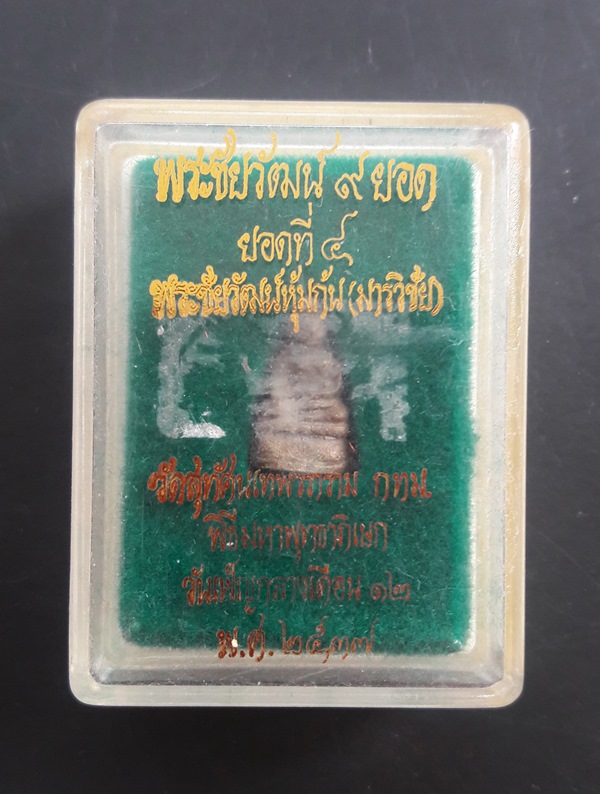 พระชัยวัฒน์ ๙ ยอด
ยอดที่ ๔
พระชัยวัฒน์หุ้มก้น (มารวิชัย)
วัดสุทัศนเทพวราราม กทม.
พิธีมหาพุทธาภิเษก
วันเพ็ญกลางเดือน ๑๒
พ.ศ. ๒๕๓๗